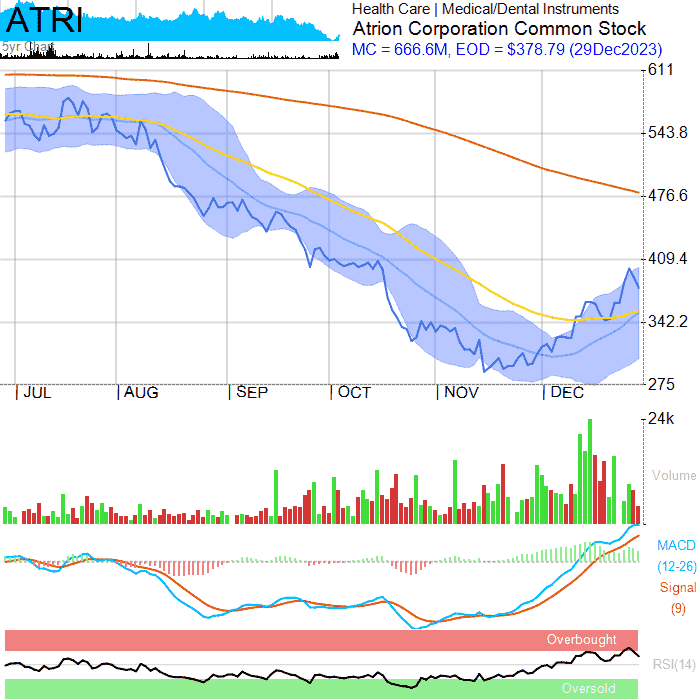 ATRI
5yr Chart
Health Care | Medical/Dental Instruments
Atrion Corporation Common Stock
MC = 666.6M, EOD = $378.79 (29Dec2023)
611
543.8
476.6
409.4
342.2
275
JUL
AUG
SEP
OCT
NOV
DEC
24k
Volume
MACD
(12-26)
Signal
(9)
Overbought
RSI(14)
Oversold